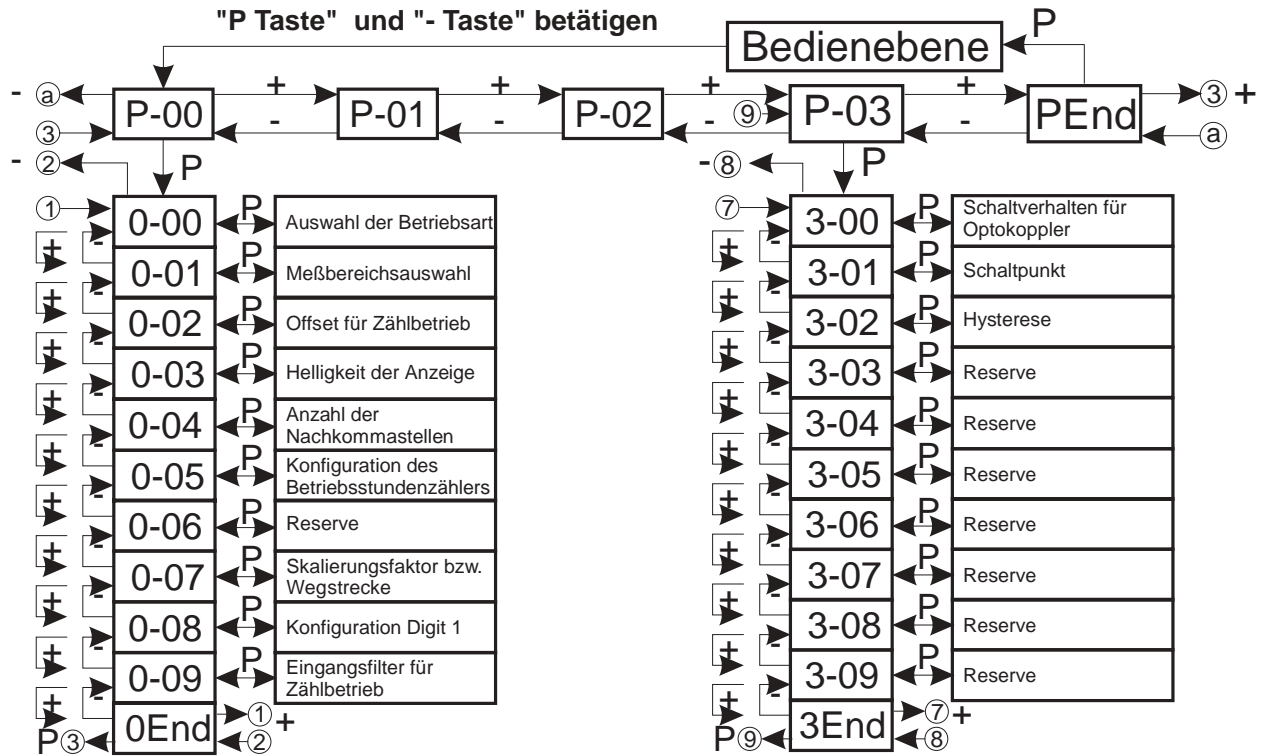 "P Taste" und "- Taste" betätigen
Bedienebene
P
- a
+ - + - + -
9
+ -
3 +
3
P-00
P-01
P-02
P-03
PEnd
a
- 2
P
1
0-00
P
Auswahl der Betriebsart
+ -
0-01
P
Meßbereichsauswahl
+ -
0-02
P
Offset für Zählbetrieb
+ -
0-03
P
Helligkeit der Anzeige
+ -
0-04
P
Anzahl der
Nachkommastellen
+ -
0-05
P
Konfiguration des
Betriebsstundenzählers
+ -
0-06
P
Reserve
+ -
0-07
P
Skalierungsfaktor bzw.
Wegstrecke
+ -
0-08
P
Konfiguration Digit 1
+ -
0-09
P
Eingangsfilter für
Zählbetrieb
+ -
P 3
0End
1 +
2
- 8
P
7
3-00
P
Schaltverhalten für
Optokoppler
+ -
3-01
P
Schaltpunkt
+ -
3-02
P
Hysterese
+ -
3-03
P
Reserve
+ -
3-04
P
Reserve
+ -
3-05
P
Reserve
+ -
3-06
P
Reserve
+ -
3-07
P
Reserve
+ -
3-08
P
Reserve
+ -
3-09
P
Reserve
+ -
P 9
3End
7 +
8